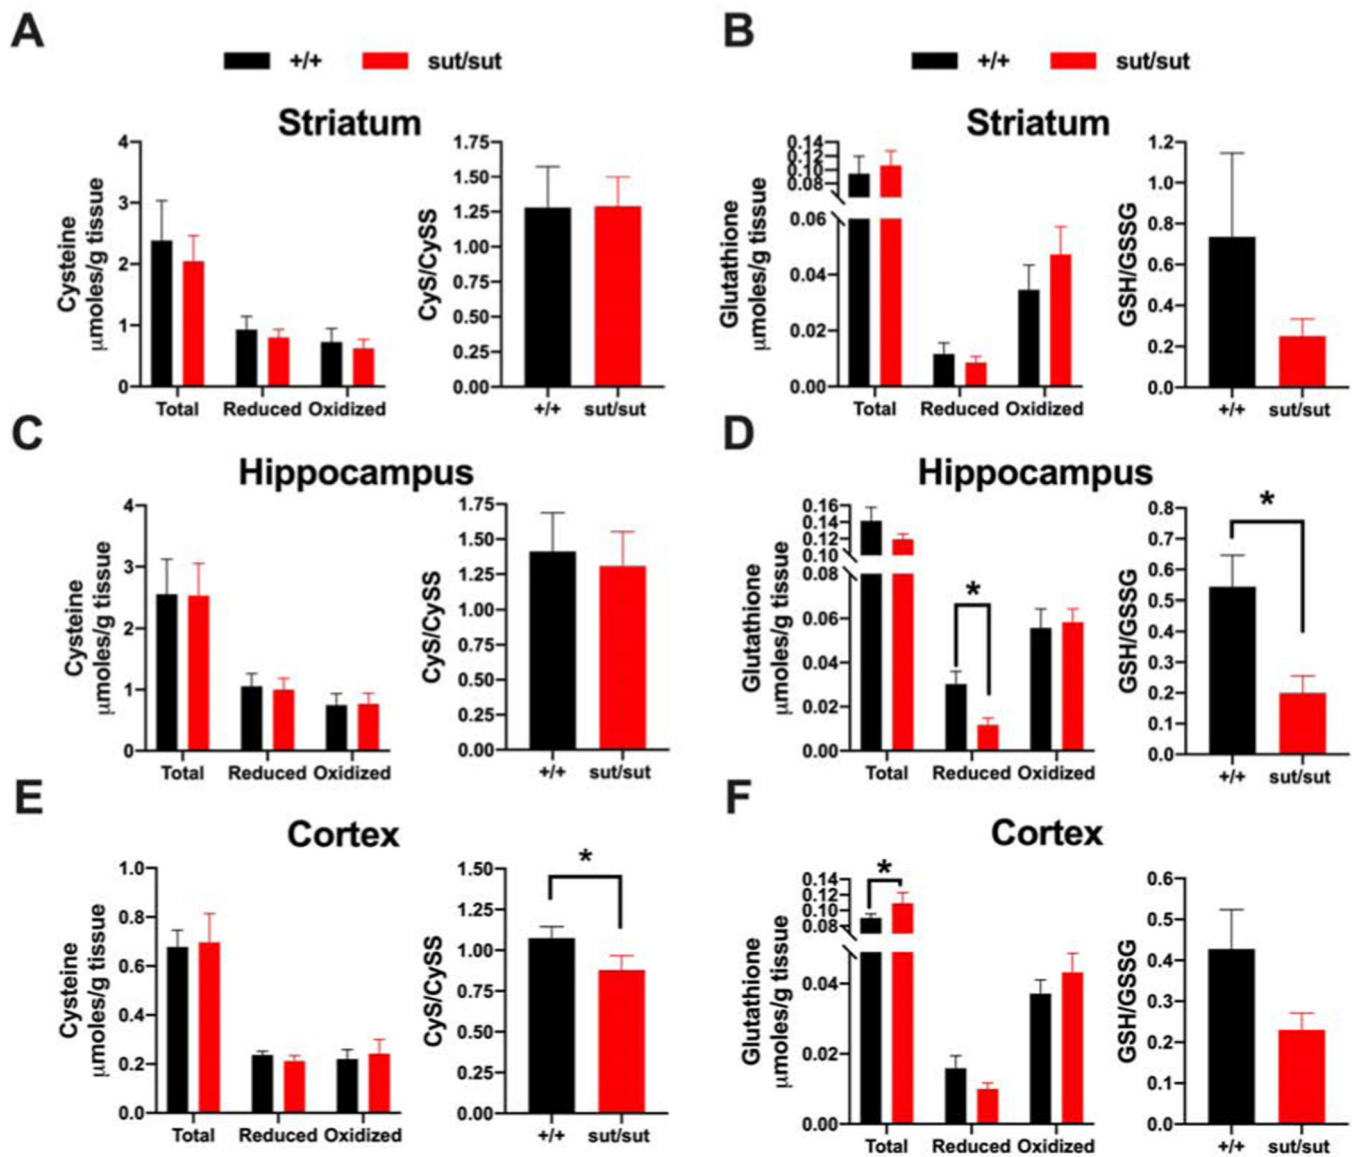 A
+/+ sut/sut
Striatum
Cysteine
μmoles/g tissue
4
3
2
1
0
Total Reduced Oxidized
CyS/CySS
1.75
1.50
1.25
1.00
0.75
0.50
0.25
0.00
+/+ sut/sut
B
+/+ sut/sut
Striatum
Glutathione
μmoles/g tissue
0.14
0.12
0.10
0.08
0.06
0.04
0.02
0.00
Total Reduced Oxidized
GSH/GSSG
1.2
1.0
0.8
0.6
0.4
0.2
0.0
+/+ sut/sut
C
Hippocampus
Cysteine
μmoles/g tissue
4
3
2
1
0
Total Reduced Oxidized
CyS/CySS
1.75
1.50
1.25
1.00
0.75
0.50
0.25
0.00
+/+ sut/sut
D
Hippocampus
Glutathione
μmoles/g tissue
0.16
0.14
0.12
0.10
0.08
0.06
0.04
0.02
0.00
*
Total Reduced Oxidized
GSH/GSSG
0.8
0.7
0.6
0.5
0.4
0.3
0.2
0.1
0.0
*
+/+ sut/sut
E
Cortex
Cysteine
μmoles/g tissue
1.0
0.8
0.6
0.4
0.2
0.0
Total Reduced Oxidized
CyS/CySS
1.50
1.25
1.00
0.75
0.50
0.25
0.00
*
+/+ sut/sut
F
Cortex
Glutathione
μmoles/g tissue
0.14
0.12
0.10
0.08
0.04
0.02
0.00
*
Total Reduced Oxidized
GSH/GSSG
0.6
0.5
0.4
0.3
0.2
0.1
0.0
+/+ sut/sut